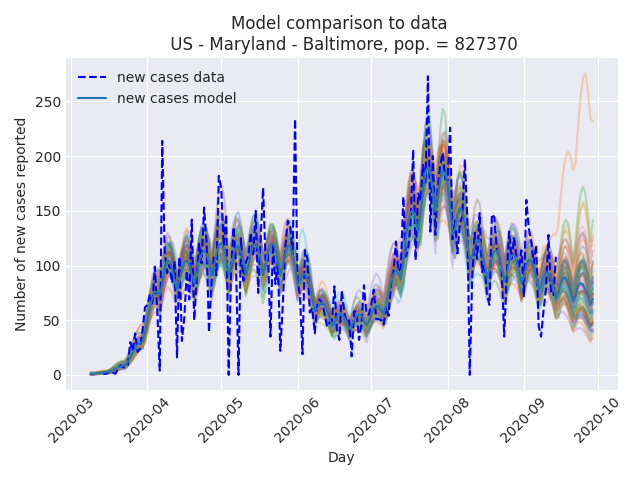 Model comparison to data
US - Maryland - Baltimore, pop. = 827370
new cases data
new cases model
Number of new cases reported
250
200
150
100
50
0
2020-03
2020-04
2020-05
2020-06
2020-07
2020-08
2020-09
2020-10
Day